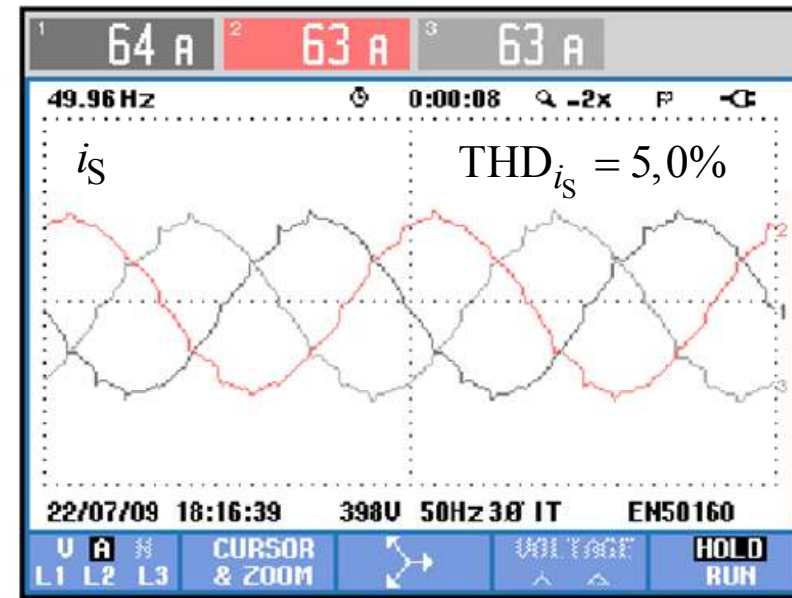 1 64 A 2 63 A 3 63 A
49.96 Hz 0:00:08 -2x
iS THDiS = 5,0%
2
1
3
22/07/09 18:16:39 398V 50Hz 3Ø IT EN50160
V A L1 L2 L3 CURSOR & ZOOM VOLTAGE HOLD RUN